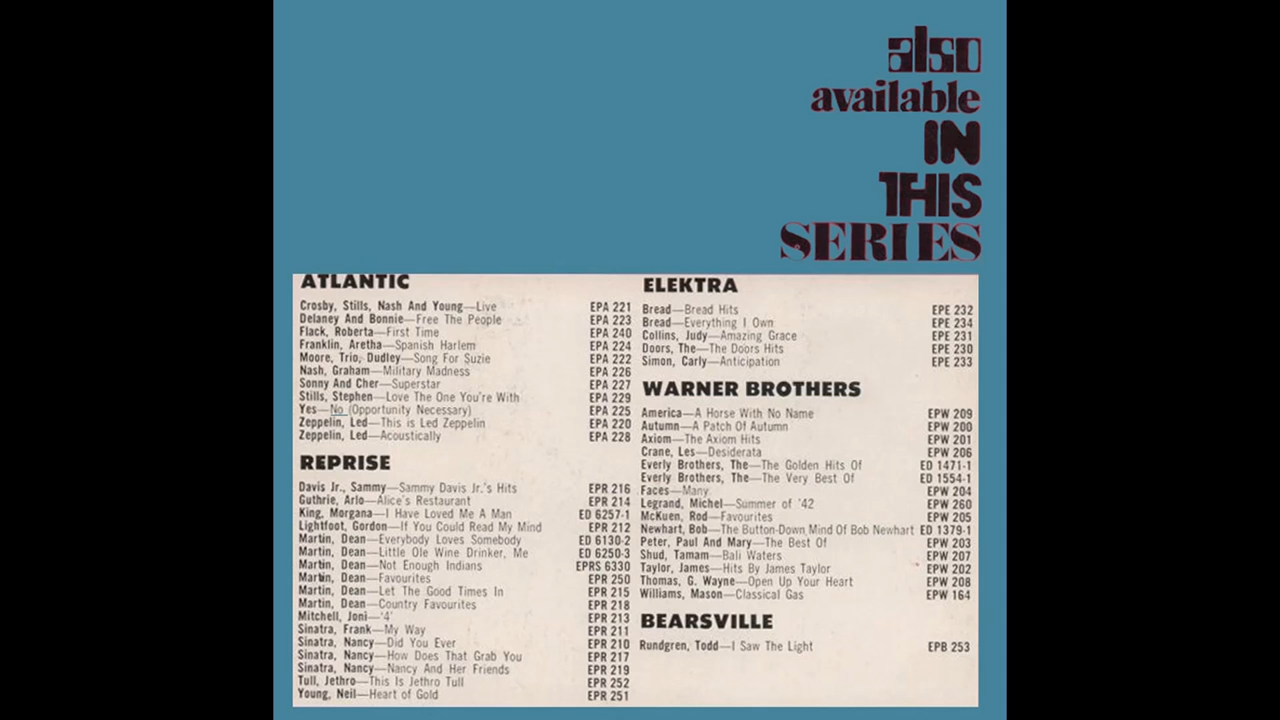 also
available
IN
THIS
SERIES
ATLANTIC
Crosby, Stills, Nash And Young—Live EPA 221
Delaney And Bonnie—Free The People EPA 223
Flack, Roberta—First Time EPA 240
Franklin, Aretha—Spanish Harlem EPA 224
Moore, Trio, Dudley—Song For Suzie EPA 222
Nash, Graham—Military Madness EPA 226
Sonny And Cher—Superstar EPA 227
Stills, Stephen—Love The One You're With EPA 229
Yes—No (Opportunity Necessary) EPA 225
Zeppelin, Led—This is Led Zeppelin EPA 220
Zeppelin, Led—Acoustically EPA 228
REPRISE
Davis Jr., Sammy—Sammy Davis Jr.'s Hits EPR 216
Guthrie, Arlo—Alice's Restaurant EPR 214
King, Morgana—I Have Loved Me A Man ED 6257-1
Lightfoot, Gordon—If You Could Read My Mind EPR 212
Martin, Dean—Everybody Loves Somebody ED 6130-2
Martin, Dean—Little Ole Wine Drinker, Me ED 6250-3
Martin, Dean—Not Enough Indians EPRS 6330
Martin, Dean—Favourites EPR 250
Martin, Dean—Let The Good Times In EPR 215
Martin, Dean—Country Favourites EPR 218
Mitchell, Joni—'4' EPR 213
Sinatra, Frank—My Way EPR 211
Sinatra, Nancy—Did You Ever EPR 210
Sinatra, Nancy—How Does That Grab You EPR 217
Sinatra, Nancy—Nancy And Her Friends EPR 219
Tull, Jethro—This Is Jethro Tull EPR 252
Young, Neil—Heart of Gold EPR 251
ELEKTRA
Bread—Bread Hits EPE 232
Bread—Everything I Own EPE 234
Collins, Judy—Amazing Grace EPE 231
Doors, The—The Doors Hits EPE 230
Simon, Carly—Anticipation EPE 233
WARNER BROTHERS
America—A Horse With No Name EPW 209
Autumn—A Patch Of Autumn EPW 200
Axiom—The Axiom Hits EPW 201
Crane, Les—Desiderata EPW 206
Everly Brothers, The—The Golden Hits Of ED 1471-1
Everly Brothers, The—The Very Best Of ED 1554-1
Faces—Many EPW 204
Legrand, Michel—Summer of '42 EPW 260
McKuen, Rod—Favourites EPW 205
Newhart, Bob—The Button-Down Mind Of Bob Newhart ED 1379-1
Peter, Paul And Mary—The Best Of EPW 203
Shud, Tamam—Bali Waters EPW 207
Taylor, James—Hits By James Taylor EPW 202
Thomas, G. Wayne—Open Up Your Heart EPW 208
Williams, Mason—Classical Gas EPW 164
BEARSVILLE
Rundgren, Todd—I Saw The Light EPB 253